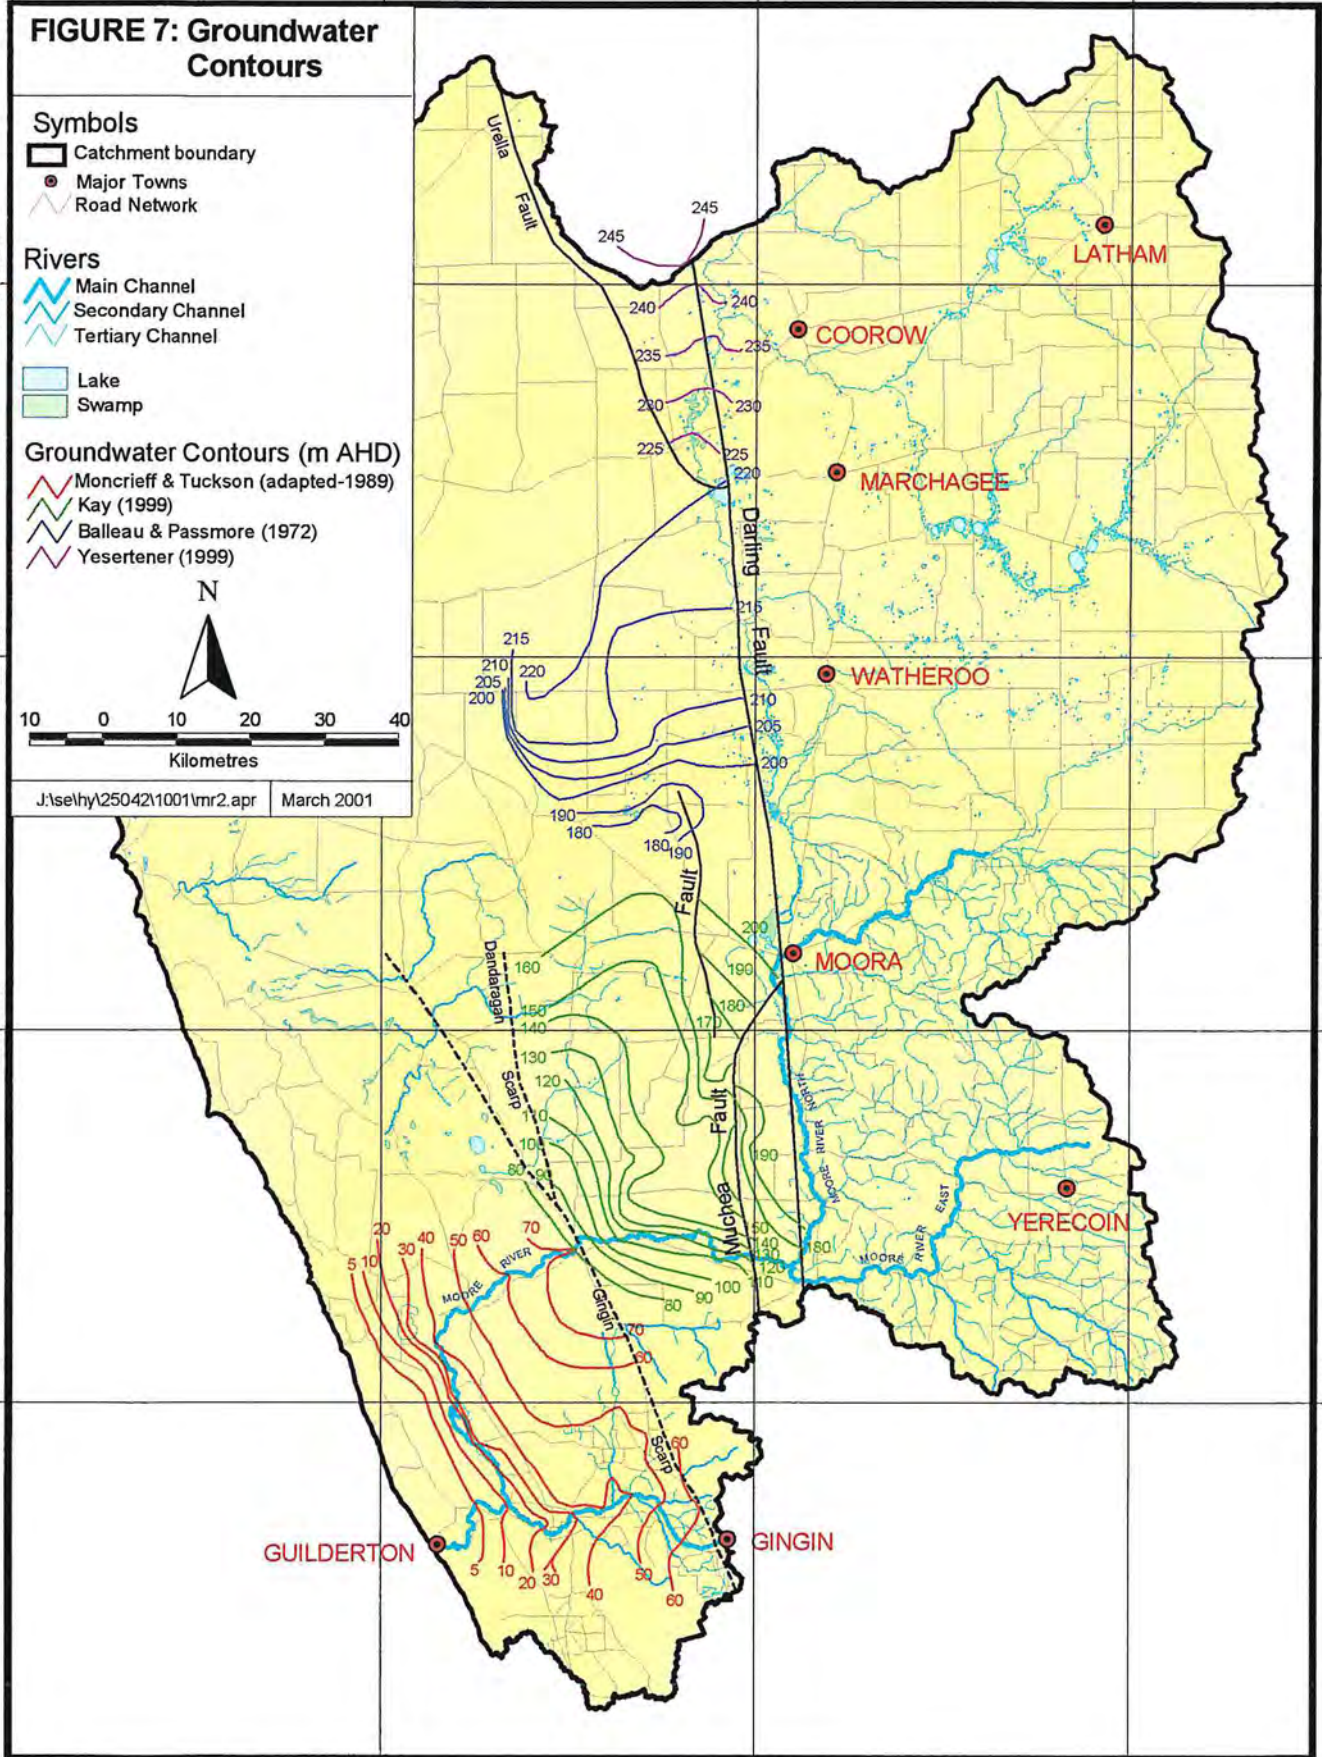 FIGURE 7: Groundwater
Contours
Symbols
Catchment boundary
Major Towns
Road Network
Rivers
Main Channel
Secondary Channel
Tertiary Channel
Lake
Swamp
Groundwater Contours (m AHD)
Moncrieff & Tuckson (adapted-1989)
Kay (1999)
Balleau & Passmore (1972)
Yesertener (1999)
N
10 0 10 20 30 40
Kilometres
J:\se\hy\25042\1001\mr2.apr March 2001
Urella
Fault
245
245
LATHAM
240
240
COOROW
235
235
230
230
225
225
220
MARCHAGEE
Darling
Fault
215
215
210
220
205
200
WATHEROO
210
205
200
190
180
180
190
Fault
200
MOORA
Dandaragan
Scarp
160
190
150
180
140
170
130
120
110
100
90
80
Fault
Muchea
MOORE RIVER NORTH
190
YERECOIN
MOORE RIVER EAST
50
140
130
120
110
180
100
90
80
20
10
5
30
40
50
60
70
MOORE RIVER
Gingin
Scarp
70
60
60
GUILDERTON
GINGIN
5
10
20
30
40
50
60